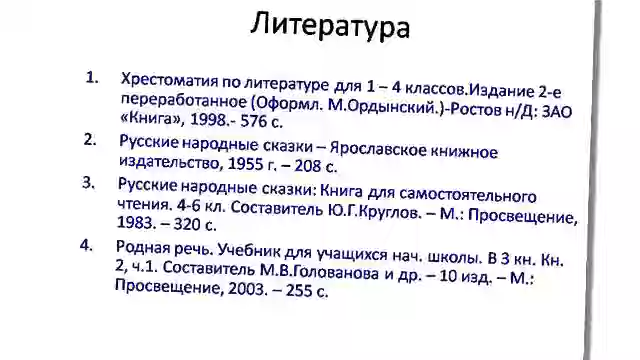 Литература
1. Хрестоматия по литературе для 1 – 4 классов.Издание 2-е
переработанное (Оформл. М.Ордынский.)-Ростов н/Д: ЗАО
«Книга», 1998.- 576 с.
2. Русские народные сказки – Ярославское книжное
издательство, 1955 г. – 208 с.
3. Русские народные сказки: Книга для самостоятельного
чтения. 4-6 кл. Составитель Ю.Г.Круглов. – М.: Просвещение,
1983. – 320 с.
4. Родная речь. Учебник для учащихся нач. школы. В 3 кн. Кн.
2, ч.1. Составитель М.В.Голованова и др. – 10 изд. – М.:
Просвещение, 2003. – 255 с.